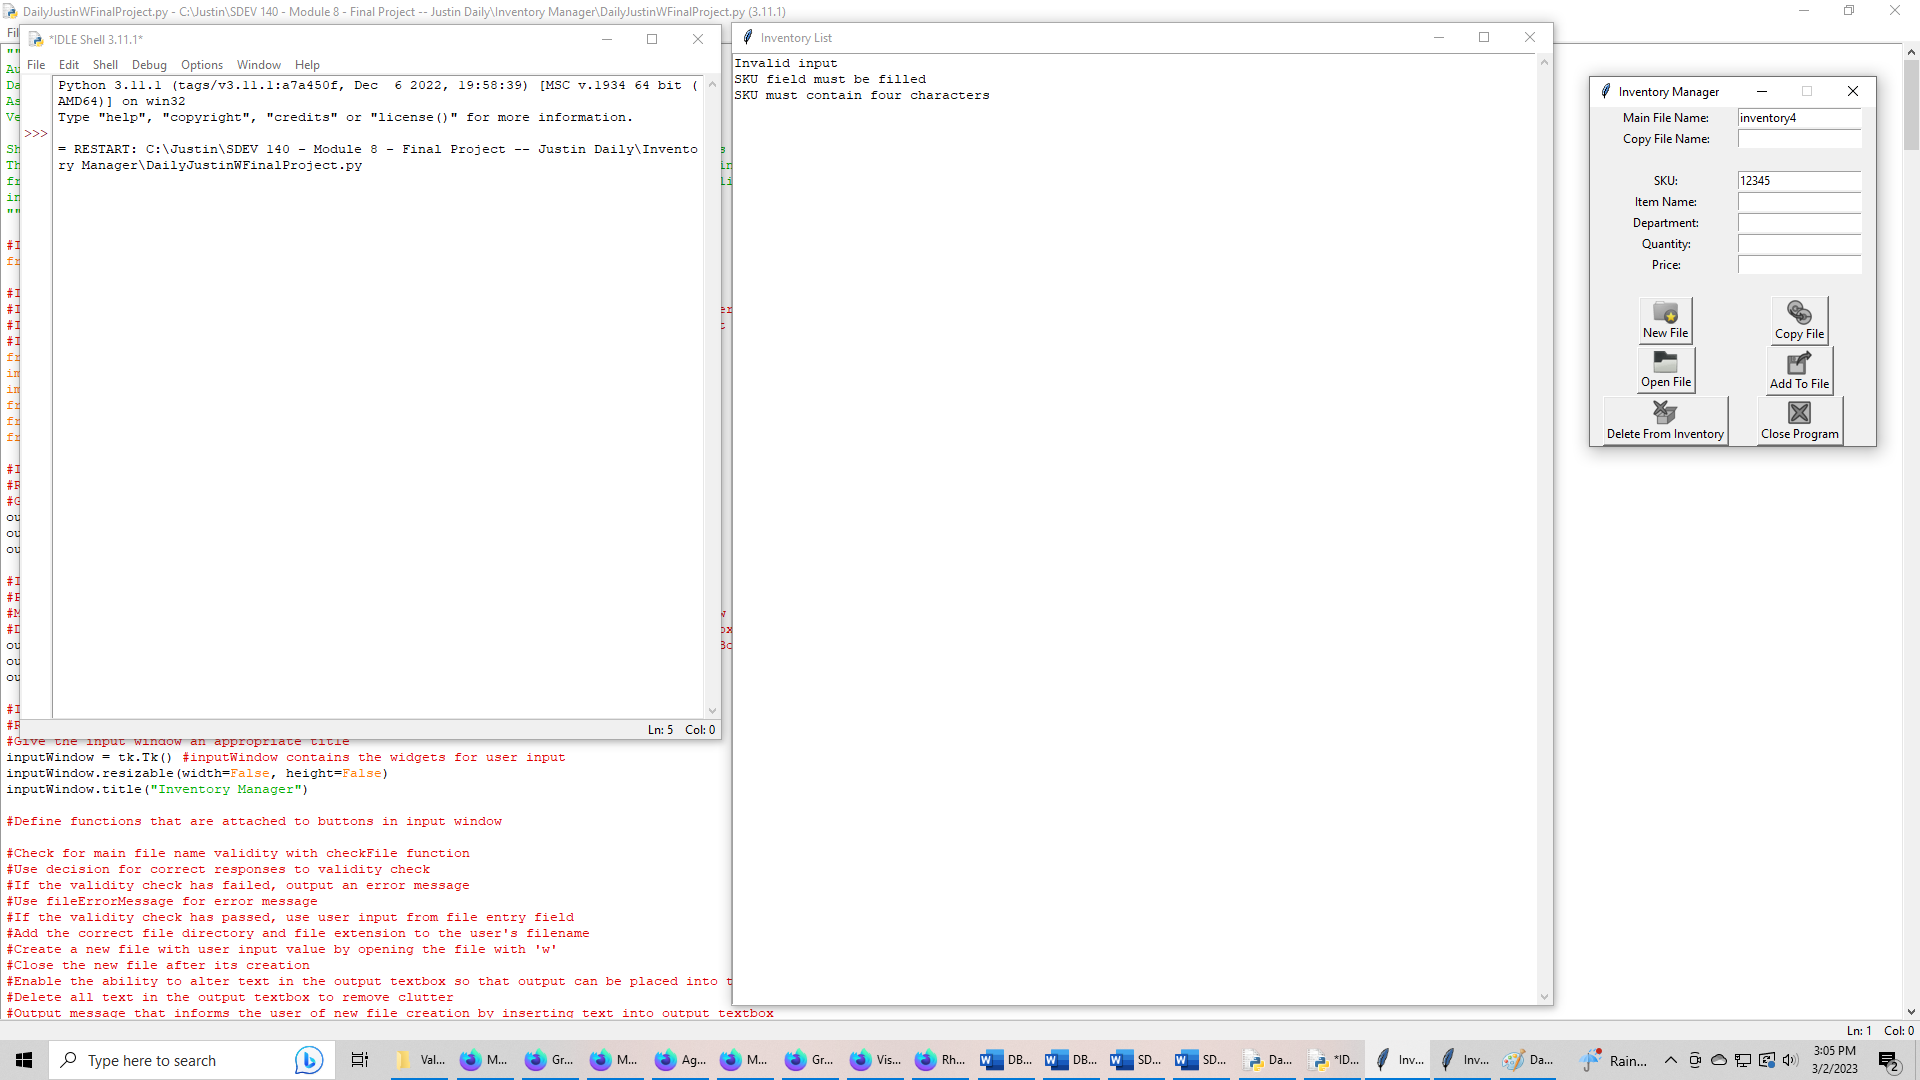 DailyJustinWFinalProject.py - C:\Justin\SDEV 140 - Module 8 - Final Project -- Justin Daily\Inventory Manager\DailyJustinWFinalProject.py (3.11.1)
*IDLE Shell 3.11.1*
File Edit Shell Debug Options Window Help
Python 3.11.1 (tags/v3.11.1:a7a450f, Dec  6 2022, 19:58:39) [MSC v.1934 64 bit (
AMD64)] on win32
Type "help", "copyright", "credits" or "license()" for more information.
>>>
= RESTART: C:\Justin\SDEV 140 - Module 8 - Final Project -- Justin Daily\Invento
ry Manager\DailyJustinWFinalProject.py
Ln: 5 Col: 0
#Give the input window an appropriate title
inputWindow = tk.Tk() #inputWindow contains the widgets for user input
inputWindow.resizable(width=False, height=False)
inputWindow.title("Inventory Manager")
#Define functions that are attached to buttons in input window
#Check for main file name validity with checkFile function
#Use decision for correct responses to validity check
#If the validity check has failed, output an error message
#Use fileErrorMessage for error message
#If the validity check has passed, use user input from file entry field
#Add the correct file directory and file extension to the user's filename
#Create a new file with user input value by opening the file with 'w'
#Close the new file after its creation
#Enable the ability to alter text in the output textbox so that output can be placed into t
#Delete all text in the output textbox to remove clutter
#Output message that informs the user of new file creation by inserting text into output textbox
Inventory List
Invalid input
SKU field must be filled
SKU must contain four characters
Inventory Manager
Main File Name: inventory4
Copy File Name:
SKU: 12345
Item Name:
Department:
Quantity:
Price:
New File Copy File
Open File Add To File
Delete From Inventory Close Program
Ln: 1 Col: 0
Type here to search
Val... M... Gr... M... Ag... M... Gr... Vis... Rh... DB... DB... SD... SD... Da... *ID... Inv... Inv... Da... Rain...
3:05 PM
3/2/2023
2